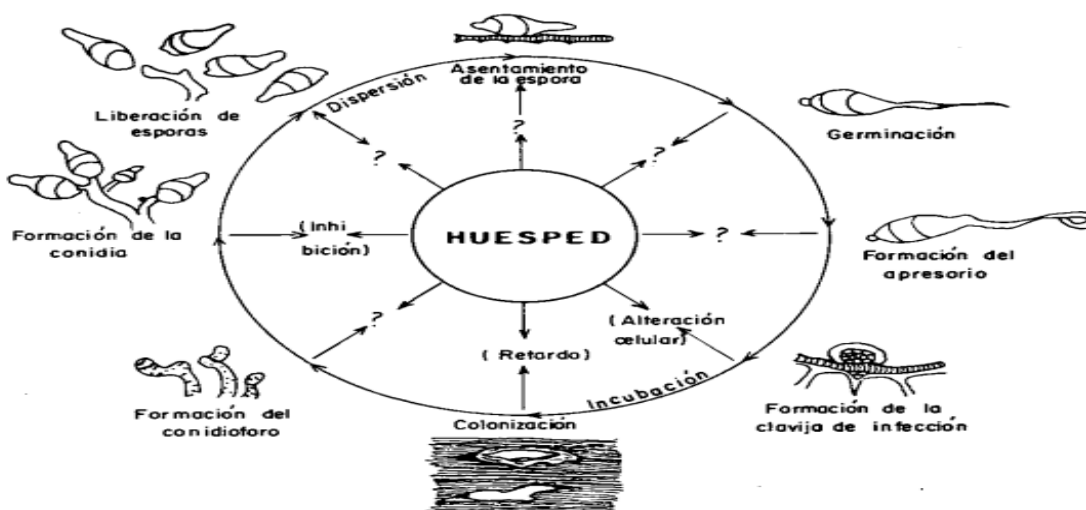 Asentamiento
de la espora
Dispersión
Liberación de
esporas
Germinación
?
?
?
Formación de la
conidia
(Inhi
bición)
HUESPED
?
Formación del
apresorio
?
(Alteración
celular)
(Retardo)
Formación del
conidioforo
Incubación
Colonización
Formación de la
clavija de infección